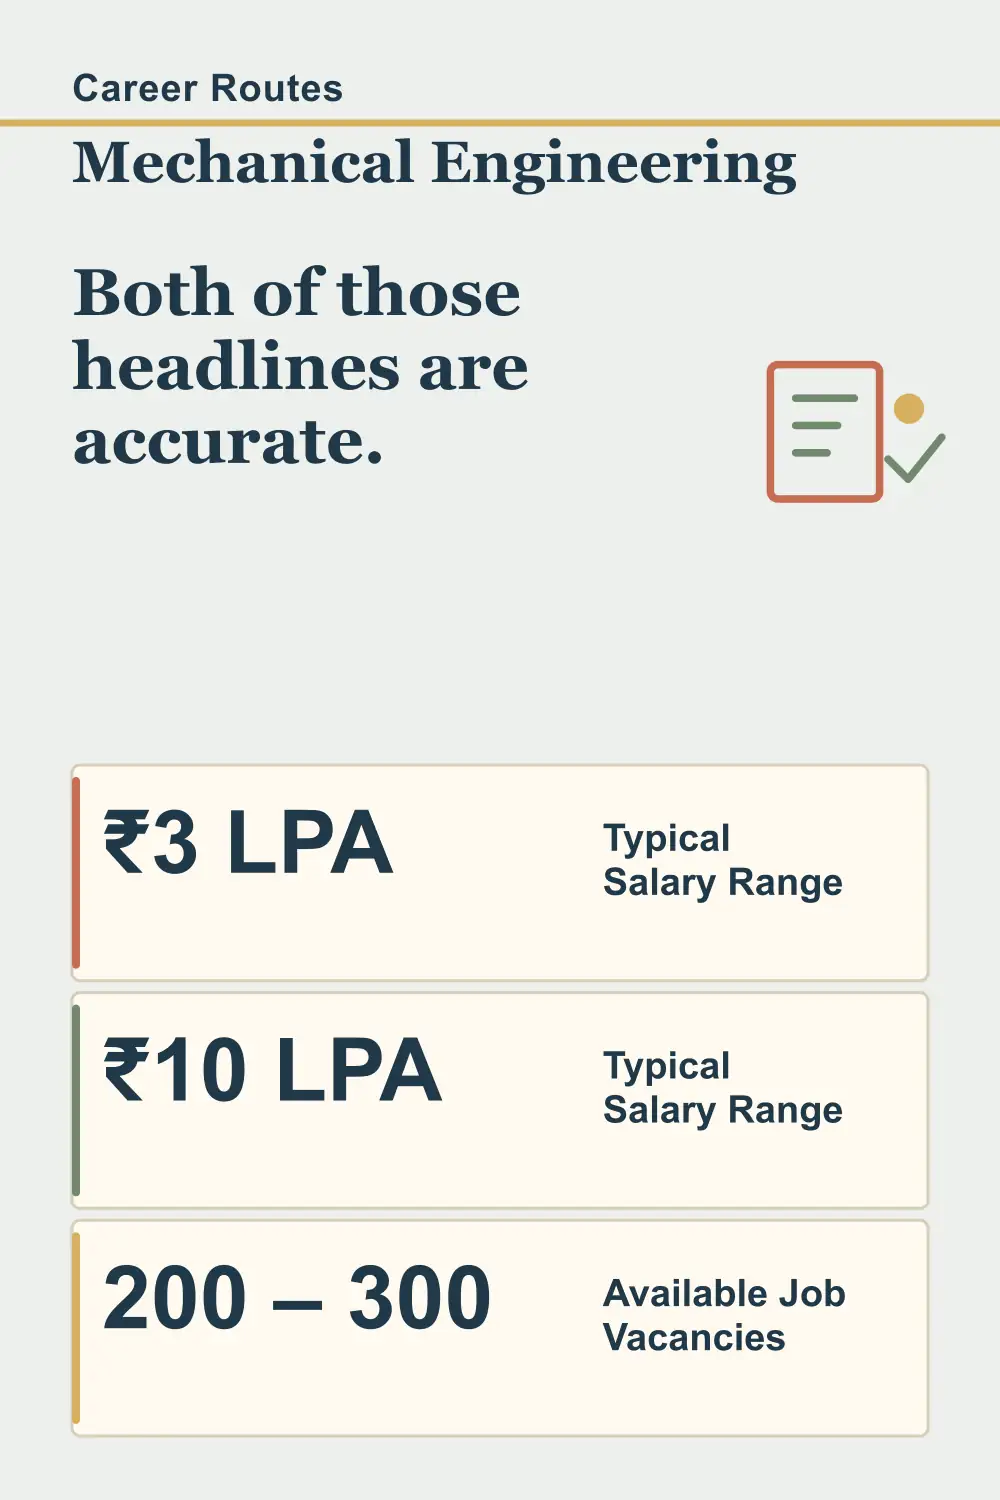 Career Routes
Mechanical Engineering
Both of those
headlines are
accurate.
₹3 LPA
Typical
Salary Range
₹10 LPA
Typical
Salary Range
200 – 300
Available Job
Vacancies